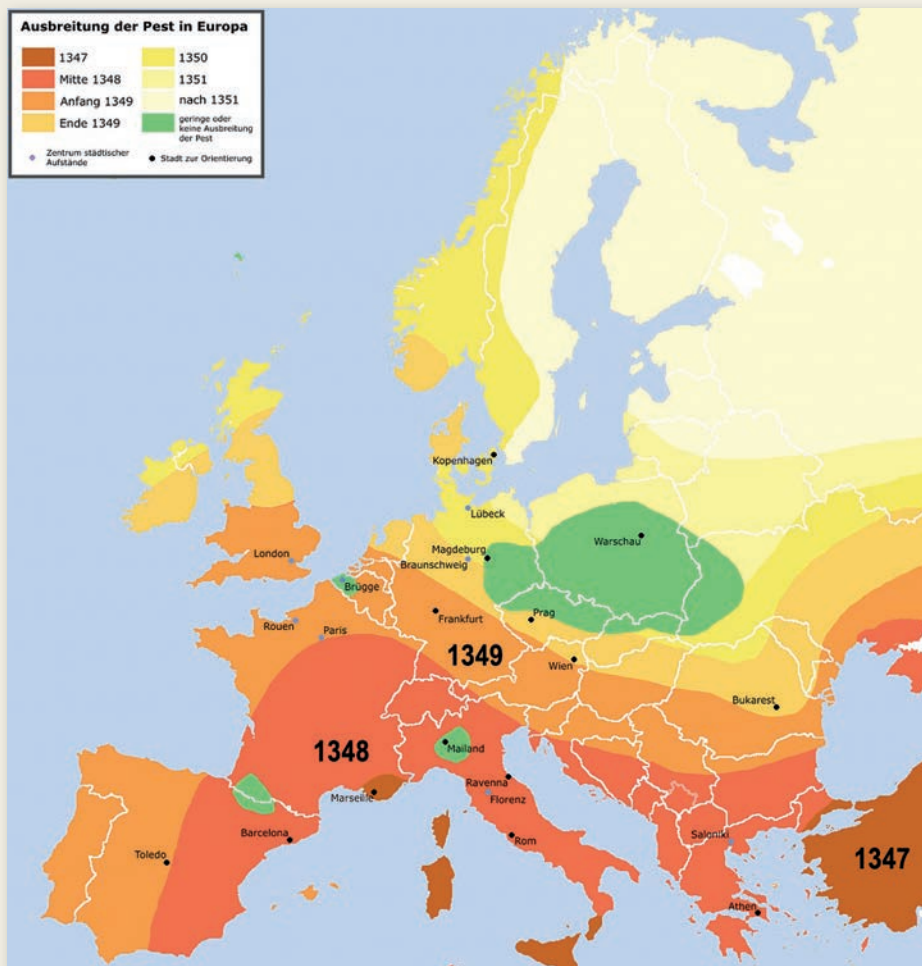 Ausbreitung der Pest in Europa
1347
Mitte 1348
Anfang 1349
Ende 1349
1350
1351
nach 1351
geringe oder
keine Ausbreitung
der Pest
Zentrum städtischer
Aufstände
Stadt zur Orientierung
Kopenhagen
Lübeck
Magdeburg
Braunschweig
Warschau
London
Brügge
Frankfurt
Prag
Rouen
Paris
1349
Wien
Bukarest
1348
Mailand
Marseille
Ravenna
Florenz
Barcelona
Rom
Saloniki
Toledo
1347
Athen